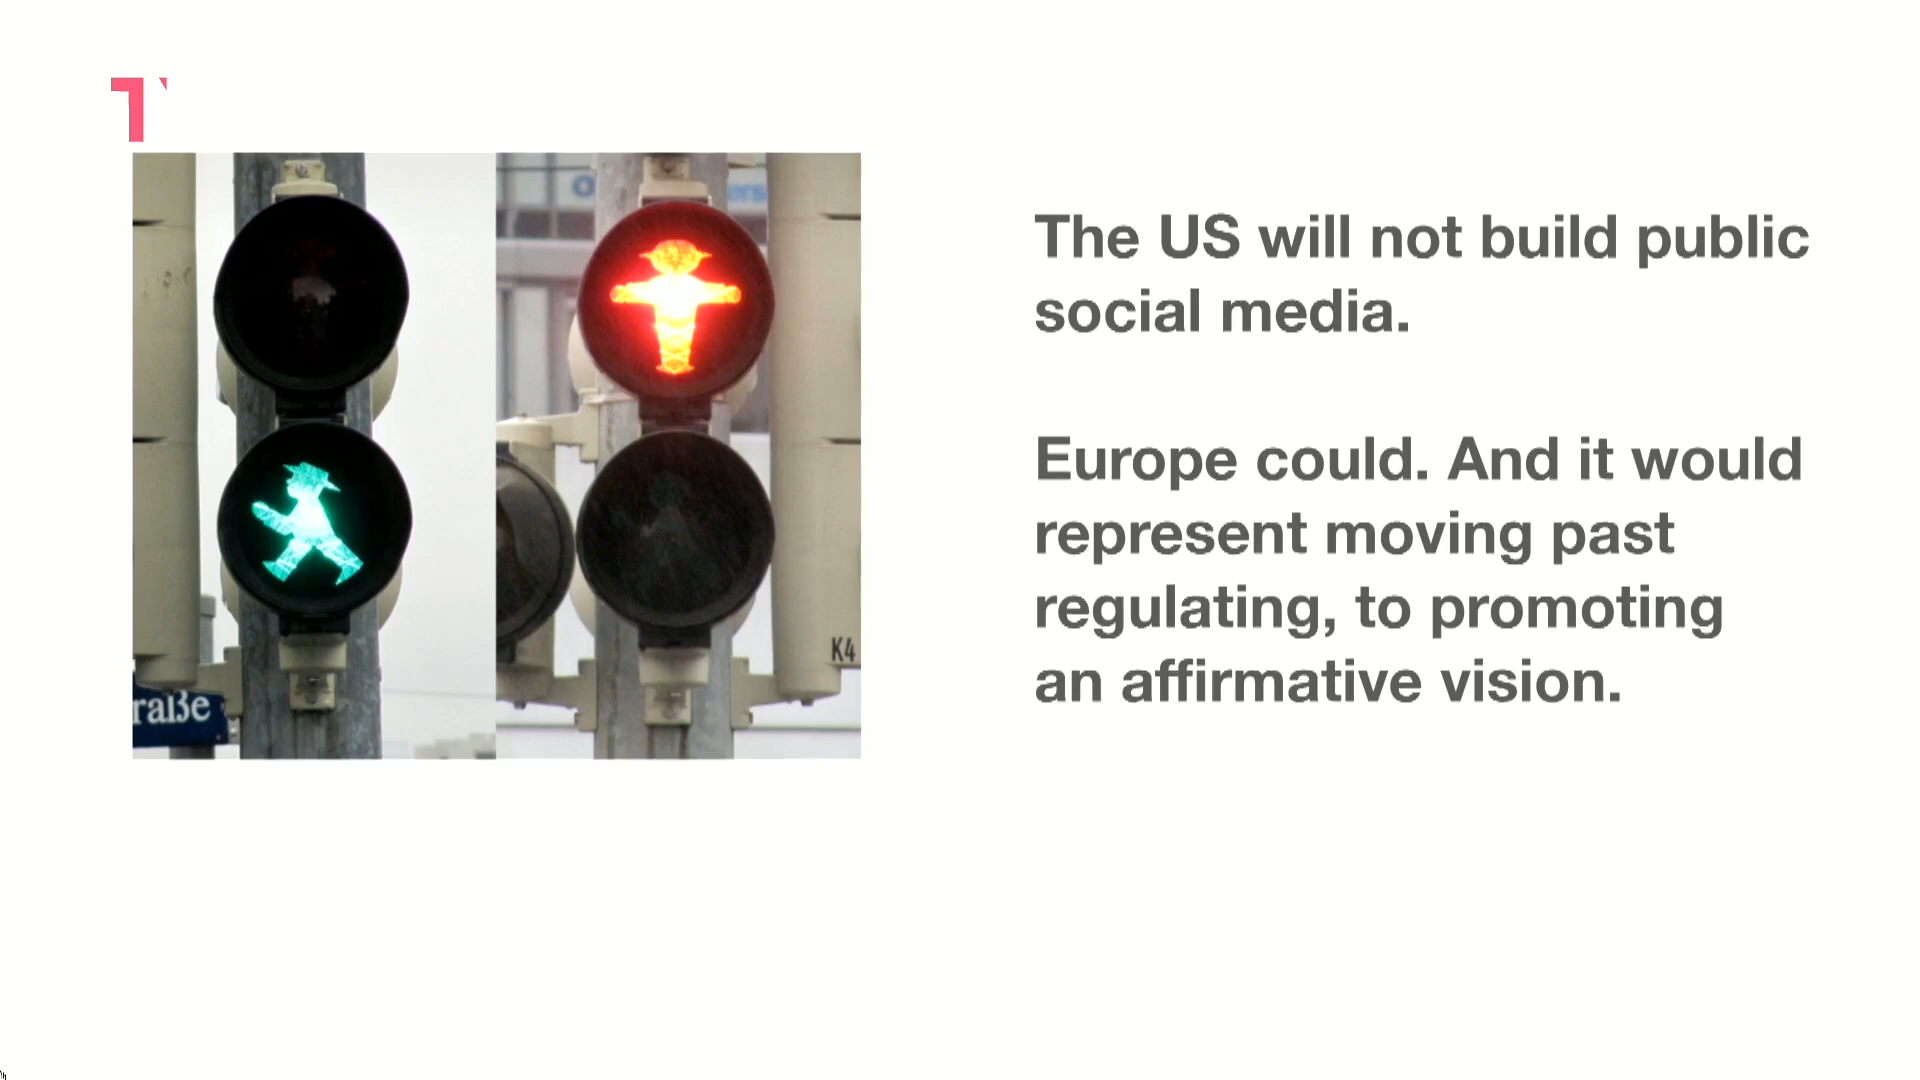 ers
K4
raße
The US will not build public
social media.
Europe could. And it would
represent moving past
regulating, to promoting
an affirmative vision.